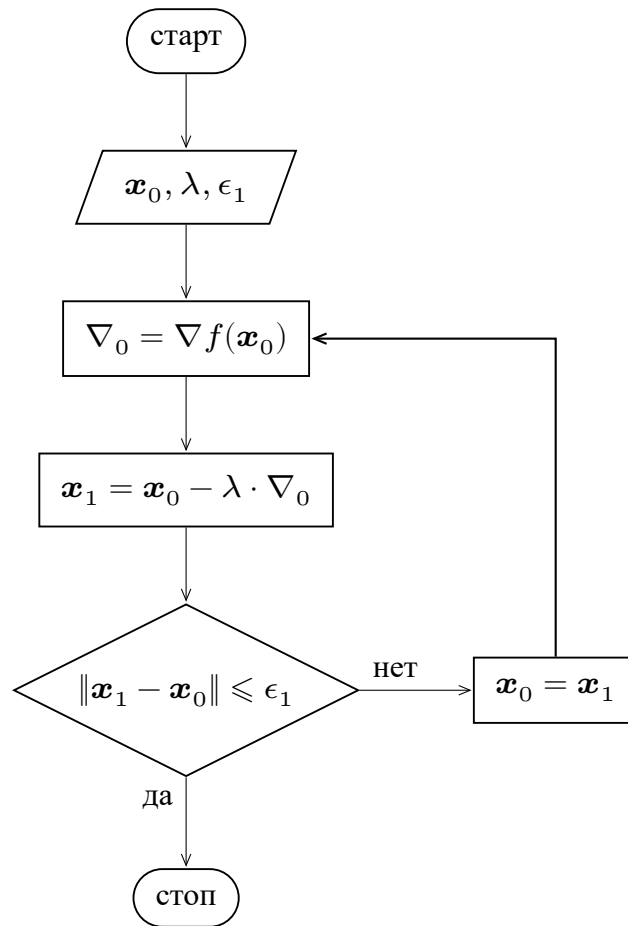 старт
𝒙₀, λ, ϵ₁
∇₀ = ∇f(𝒙₀)
𝒙₁ = 𝒙₀ − λ · ∇₀
‖𝒙₁ − 𝒙₀‖ ⩽ ϵ₁
нет
𝒙₀ = 𝒙₁
да
стоп